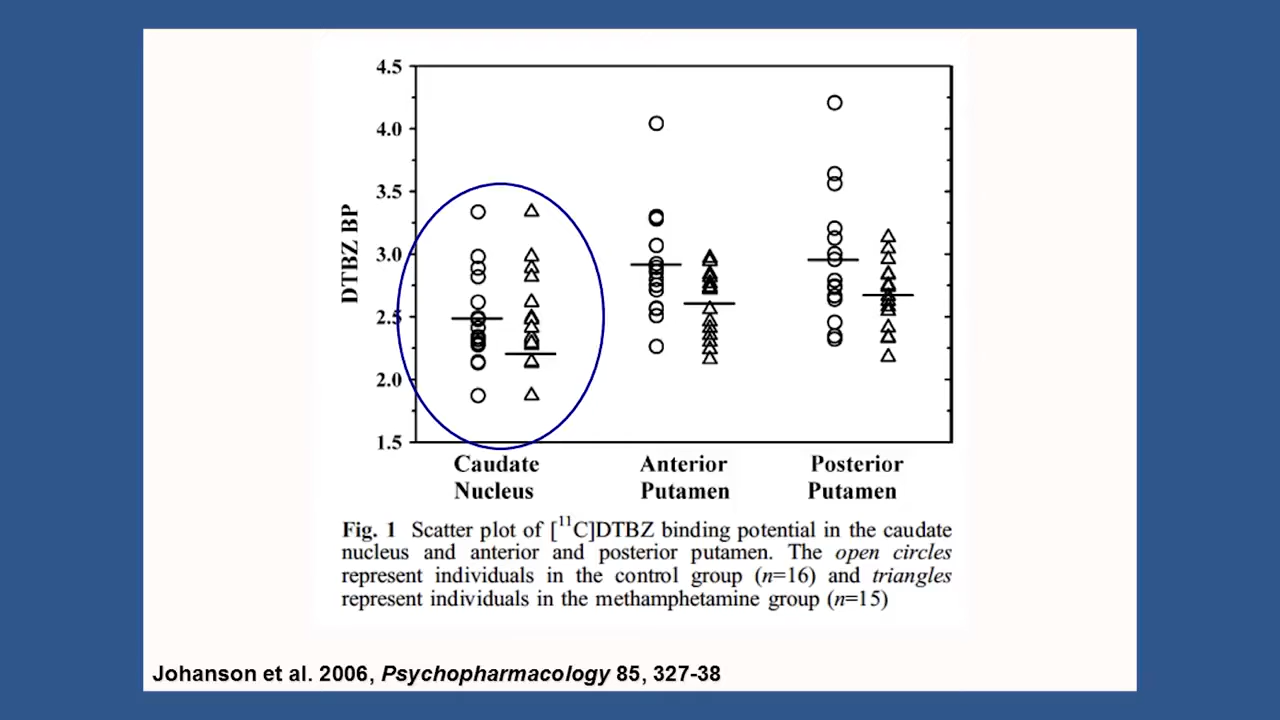 4.5
4.0
3.5
3.0
2.5
2.0
1.5
DTBZ BP
Caudate Nucleus
Anterior Putamen
Posterior Putamen
Fig. 1 Scatter plot of [¹¹C]DTBZ binding potential in the caudate
nucleus and anterior and posterior putamen. The open circles
represent individuals in the control group (n=16) and triangles
represent individuals in the methamphetamine group (n=15)
Johanson et al. 2006, Psychopharmacology 85, 327-38